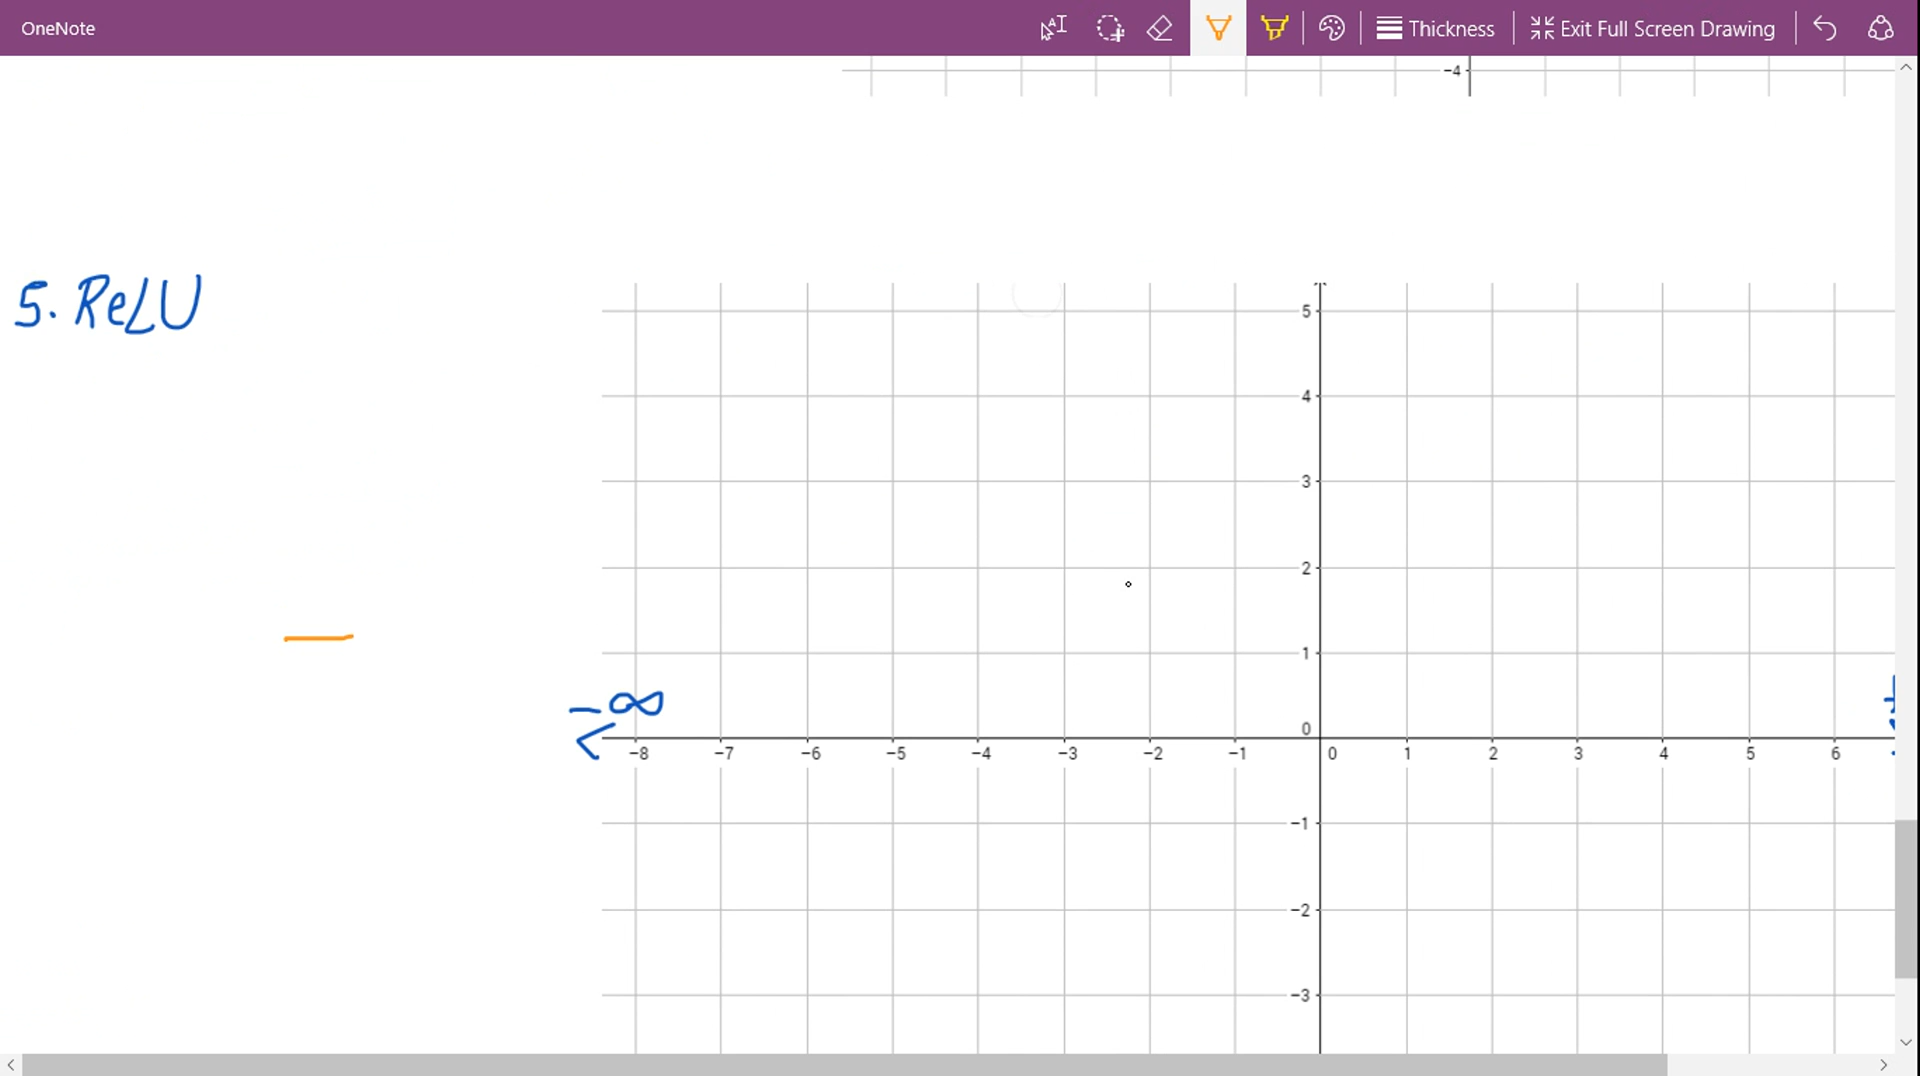 OneNote
Thickness
Exit Full Screen Drawing
−4
5. ReLU
5
4
3
2
1
−∞
0
−8 −7 −6 −5 −4 −3 −2 −1 0 1 2 3 4 5 6
−1
−2
−3